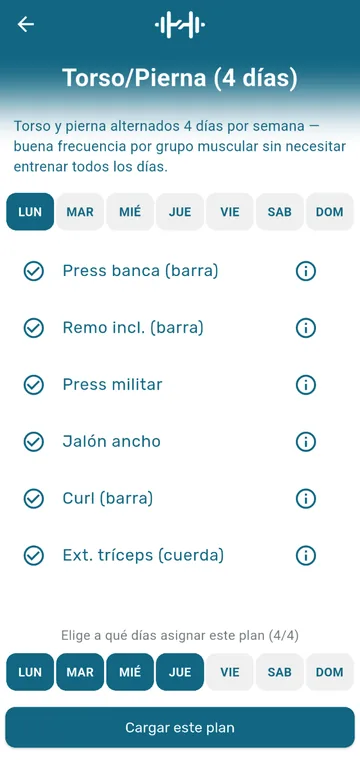 Torso/Pierna (4 días)
Torso y pierna alternados 4 días por semana —
buena frecuencia por grupo muscular sin necesitar
entrenar todos los días.
LUN MAR MIÉ JUE VIE SAB DOM
Press banca (barra)
Remo incl. (barra)
Press militar
Jalón ancho
Curl (barra)
Ext. tríceps (cuerda)
Elige a qué días asignar este plan (4/4)
LUN MAR MIÉ JUE VIE SAB DOM
Cargar este plan